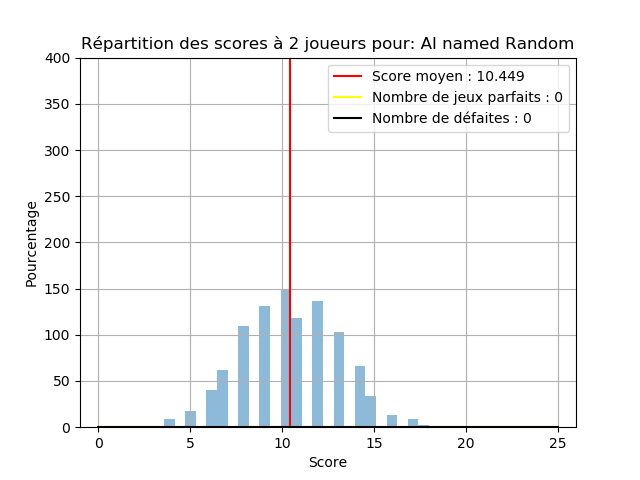 Répartition des scores à 2 joueurs pour: AI named Random
400
350
300
250
200
150
100
50
0
Pourcentage
Score moyen : 10.449
Nombre de jeux parfaits : 0
Nombre de défaites : 0
0 5 10 15 20 25
Score